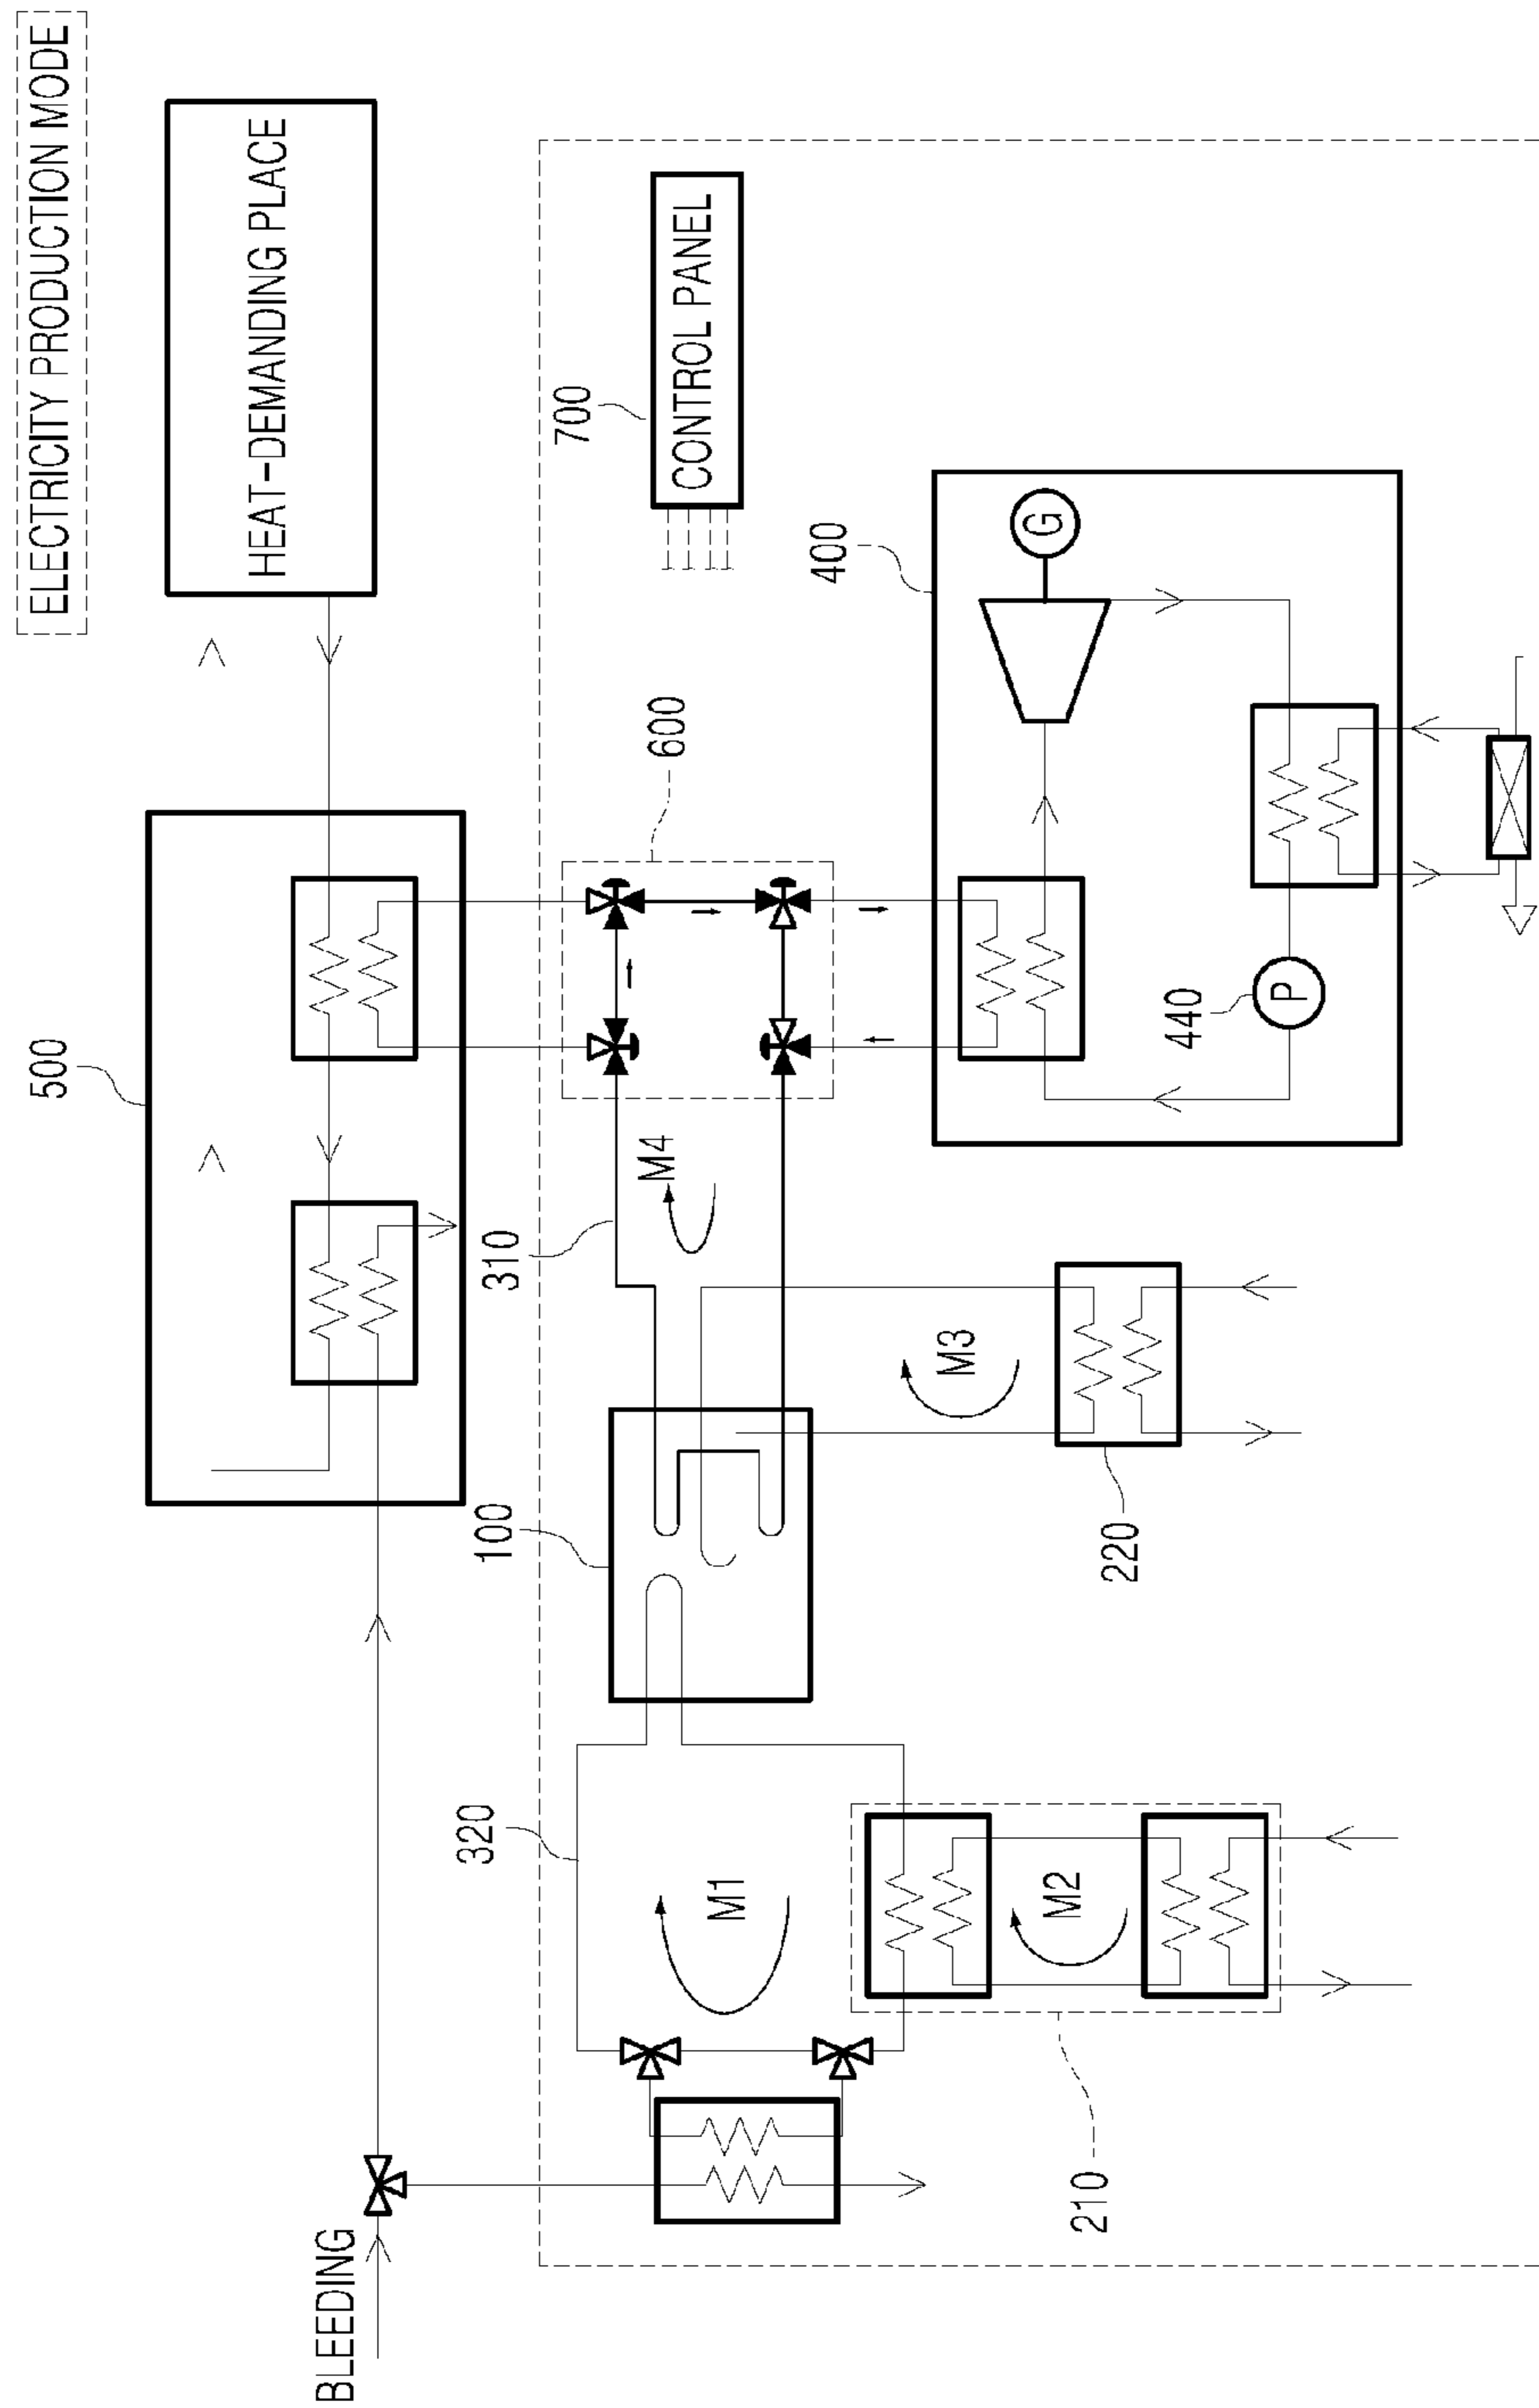 ELECTRICITY PRODUCTION MODE
HEAT-DEMANDING PLACE
500
BLEEDING
700
CONTROL PANEL
600
310
M4
100
320
M1
400
G
440
P
M3
220
M2
210